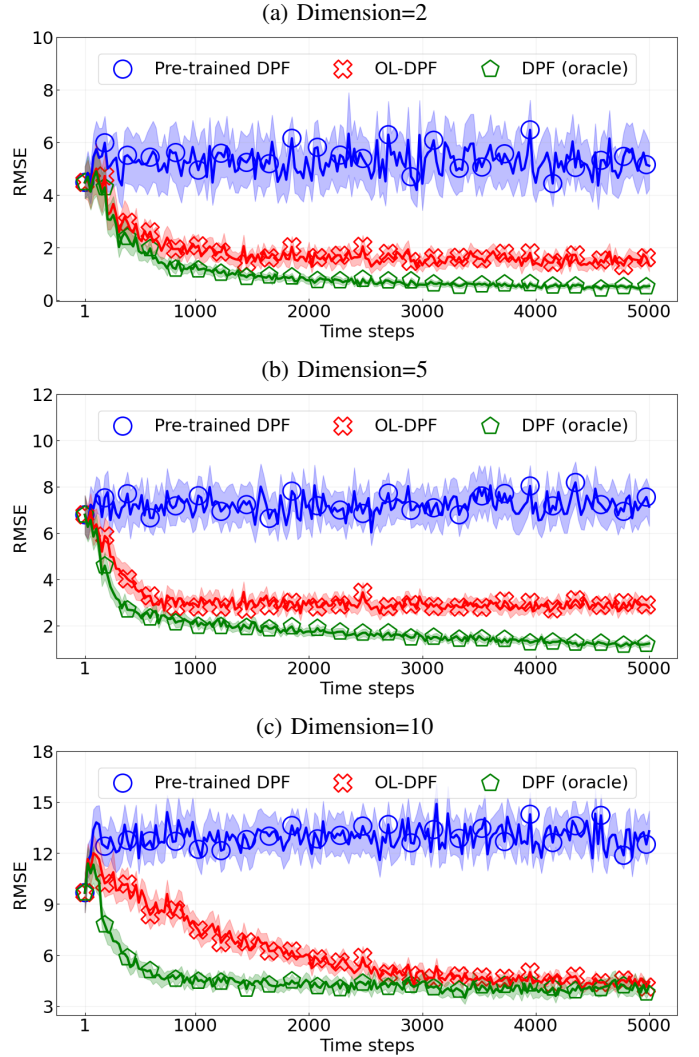 (a) Dimension=2
10
8
6
4
2
0
RMSE
Pre-trained DPF OL-DPF DPF (oracle)
1 1000 2000 3000 4000 5000
Time steps
(b) Dimension=5
12
10
8
6
4
2
RMSE
Pre-trained DPF OL-DPF DPF (oracle)
1 1000 2000 3000 4000 5000
Time steps
(c) Dimension=10
18
15
12
9
6
3
RMSE
Pre-trained DPF OL-DPF DPF (oracle)
1 1000 2000 3000 4000 5000
Time steps